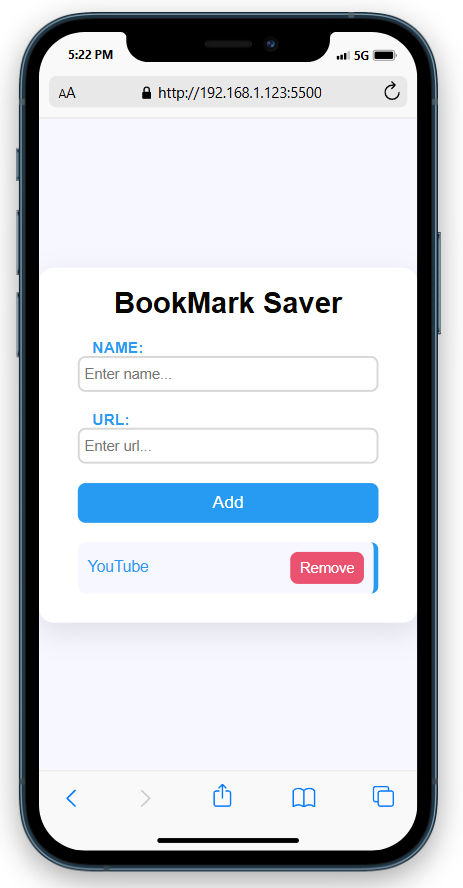 5:22 PM
5G
AA
http://192.168.1.123:5500
BookMark Saver
NAME:
Enter name...
URL:
Enter url...
Add
YouTube
Remove